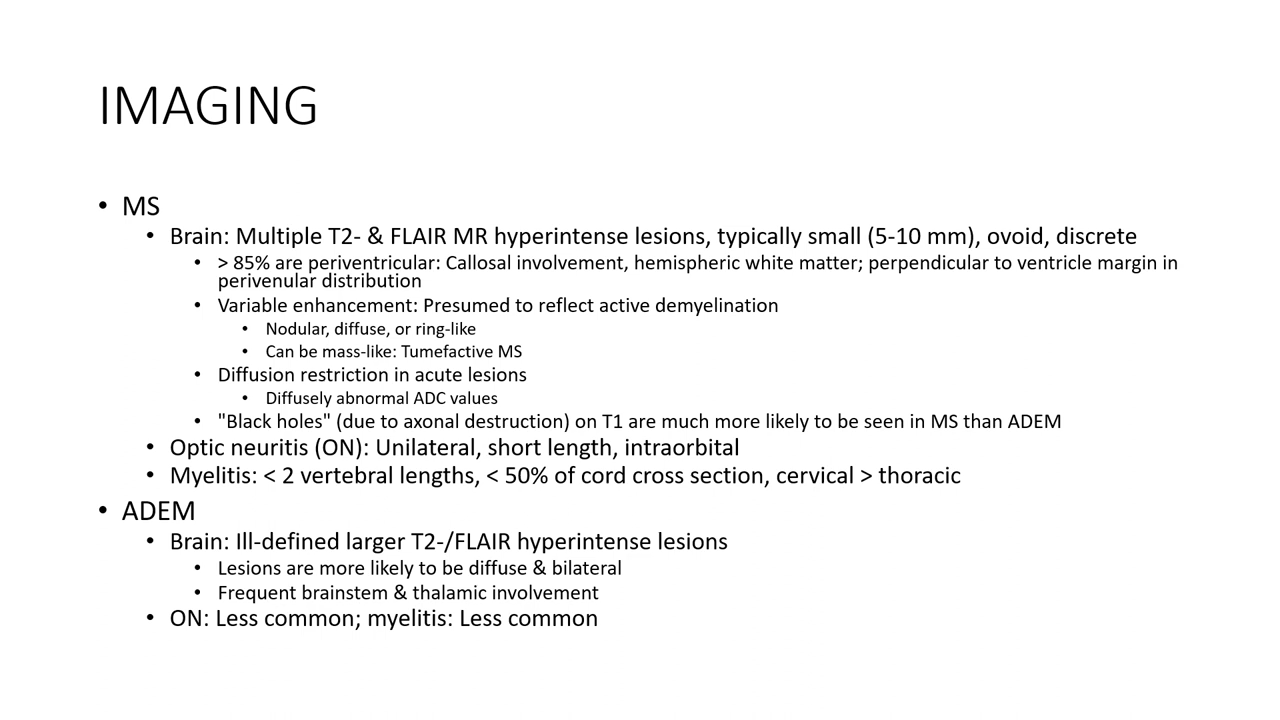 IMAGING
• MS
• Brain: Multiple T2- & FLAIR MR hyperintense lesions, typically small (5-10 mm), ovoid, discrete
• > 85% are periventricular: Callosal involvement, hemispheric white matter; perpendicular to ventricle margin in
perivenular distribution
• Variable enhancement: Presumed to reflect active demyelination
• Nodular, diffuse, or ring-like
• Can be mass-like: Tumefactive MS
• Diffusion restriction in acute lesions
• Diffusely abnormal ADC values
• "Black holes" (due to axonal destruction) on T1 are much more likely to be seen in MS than ADEM
• Optic neuritis (ON): Unilateral, short length, intraorbital
• Myelitis: < 2 vertebral lengths, < 50% of cord cross section, cervical > thoracic
• ADEM
• Brain: Ill-defined larger T2-/FLAIR hyperintense lesions
• Lesions are more likely to be diffuse & bilateral
• Frequent brainstem & thalamic involvement
• ON: Less common; myelitis: Less common